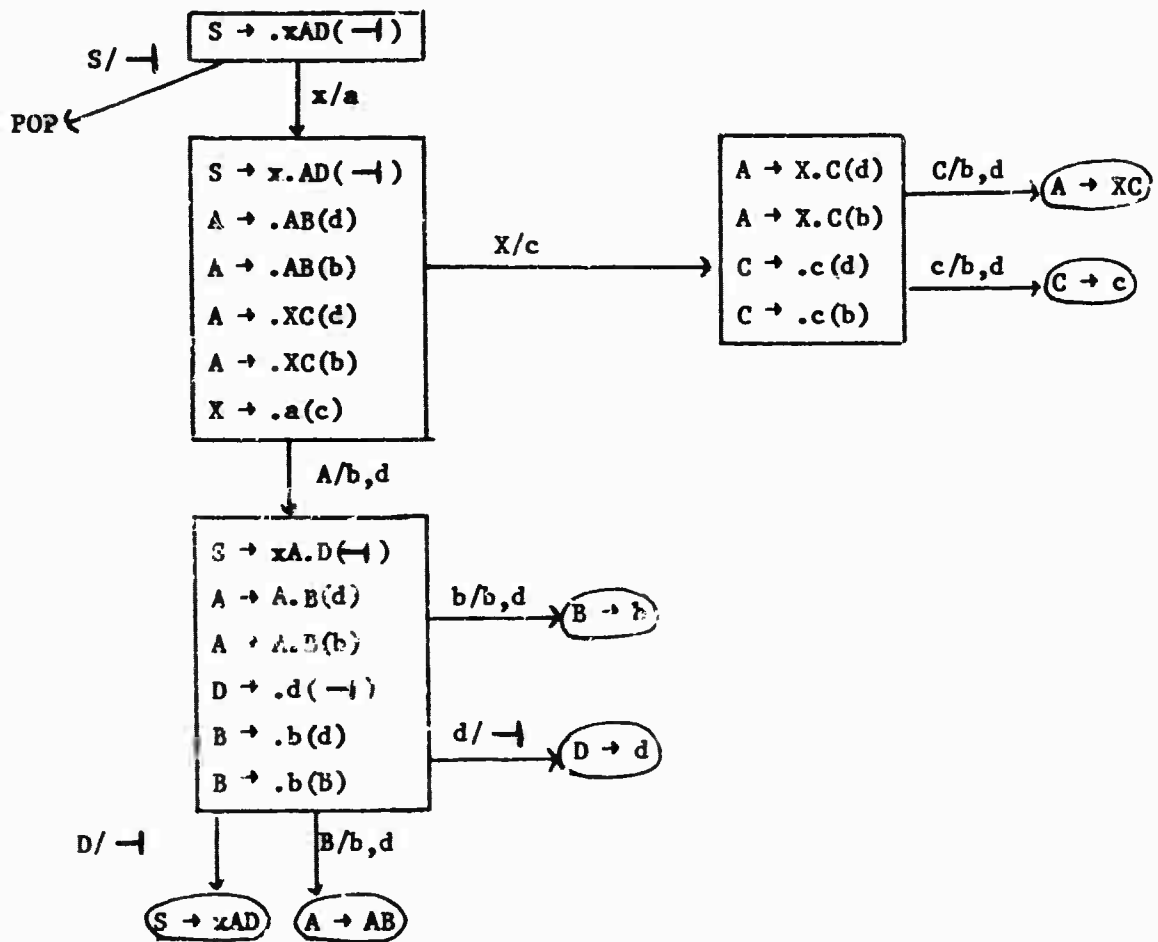 S → .xAD(⊣)
S/ ⊣
POP
x/a
S → x.AD(⊣)
A → .AB(d)
A → .AB(b)
A → .XC(d)
A → .XC(b)
X → .a(c)
X/c
A → X.C(d)
A → X.C(b)
C → .c(d)
C → .c(b)
C/b,d
A → XC
c/b,d
C → c
A/b,d
S → xA.D(⊣)
A → A.B(d)
A → A.B(b)
D → .d(⊣)
B → .b(d)
B → .b(b)
b/b,d
B → b
d/ ⊣
D → d
D/ ⊣
B/b,d
S → xAD
A → AB